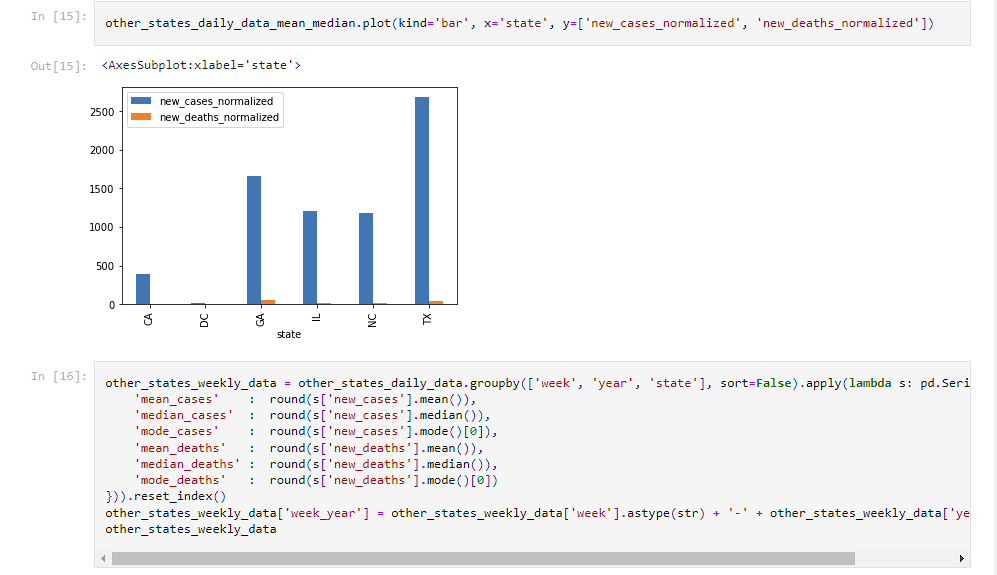 In [15]:
other_states_daily_data_mean_median.plot(kind='bar', x='state', y=['new_cases_normalized', 'new_deaths_normalized'])
Out[15]: <AxesSubplot:xlabel='state'>
new_cases_normalized
new_deaths_normalized
2500
2000
1500
1000
500
0
CA DC GA IL NC TX
state
In [16]:
other_states_weekly_data = other_states_daily_data.groupby(['week', 'year', 'state'], sort=False).apply(lambda s: pd.Seri
'mean_cases' : round(s['new_cases'].mean()),
'median_cases' : round(s['new_cases'].median()),
'mode_cases' : round(s['new_cases'].mode()[0]),
'mean_deaths' : round(s['new_deaths'].mean()),
'median_deaths' : round(s['new_deaths'].median()),
'mode_deaths' : round(s['new_deaths'].mode()[0])
})).reset_index()
other_states_weekly_data['week_year'] = other_states_weekly_data['week'].astype(str) + '-' + other_states_weekly_data['ye
other_states_weekly_data